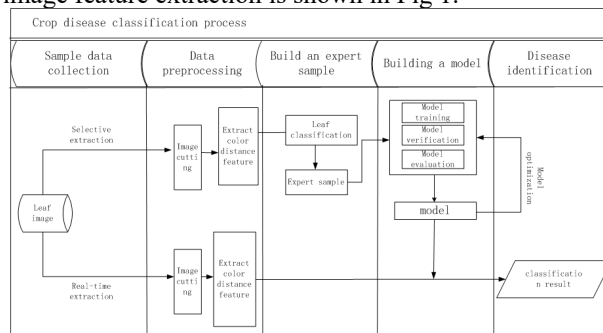 image feature extraction is shown in Fig 1.
Crop disease classification process
Sample data
collection
Data
preprocessing
Build an expert
sample
Building a model
Disease
identification
Selective
extraction
Leaf
image
Real-time
extraction
Image
cutti
ng
Extract
color
distance
feature
Image
cutti
ng
Extract
color
distance
feature
Leaf
classification
Expert sample
Model
training
Model
verification
Model
evaluation
model
Model
optimization
classificatio
n result